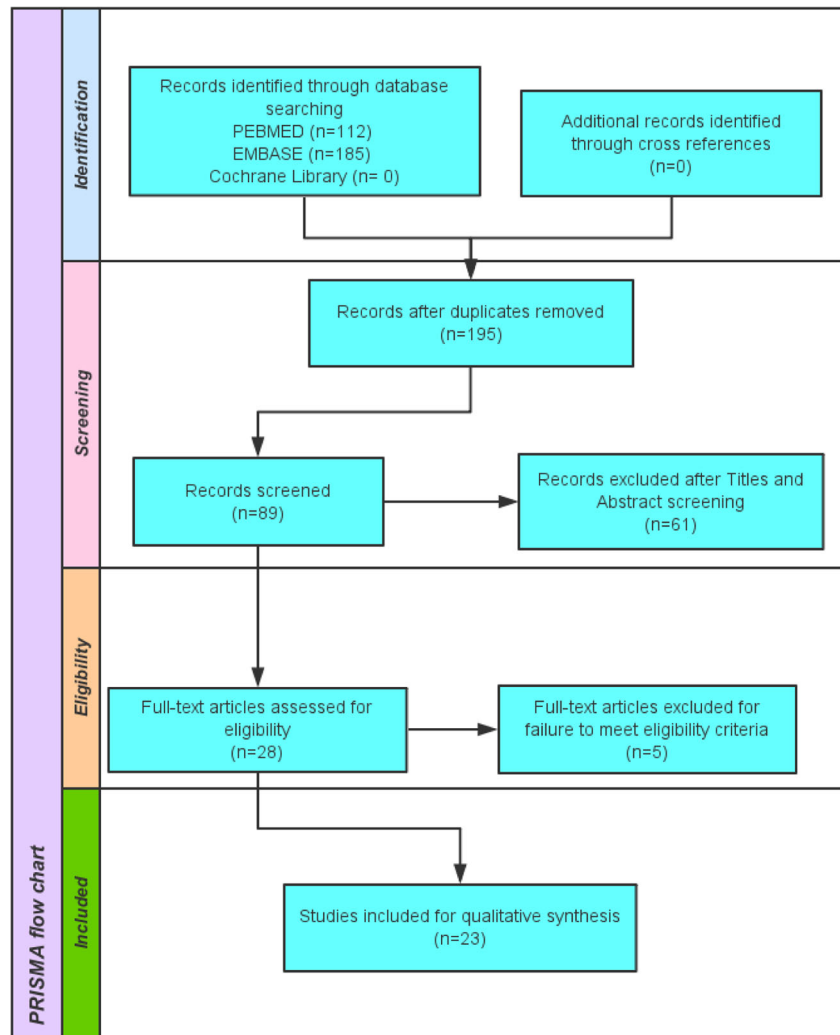 PRISMA flow chart
Identification
Records identified through database
searching
PEBMED (n=112)
EMBASE (n=185)
Cochrane Library (n= 0)
Additional records identified
through cross references
(n=0)
Screening
Records after duplicates removed
(n=195)
Records screened
(n=89)
Records excluded after Titles and
Abstract screening
(n=61)
Eligibility
Full-text articles assessed for
eligibility
(n=28)
Full-text articles excluded for
failure to meet eligibility criteria
(n=5)
Included
Studies included for qualitative synthesis
(n=23)